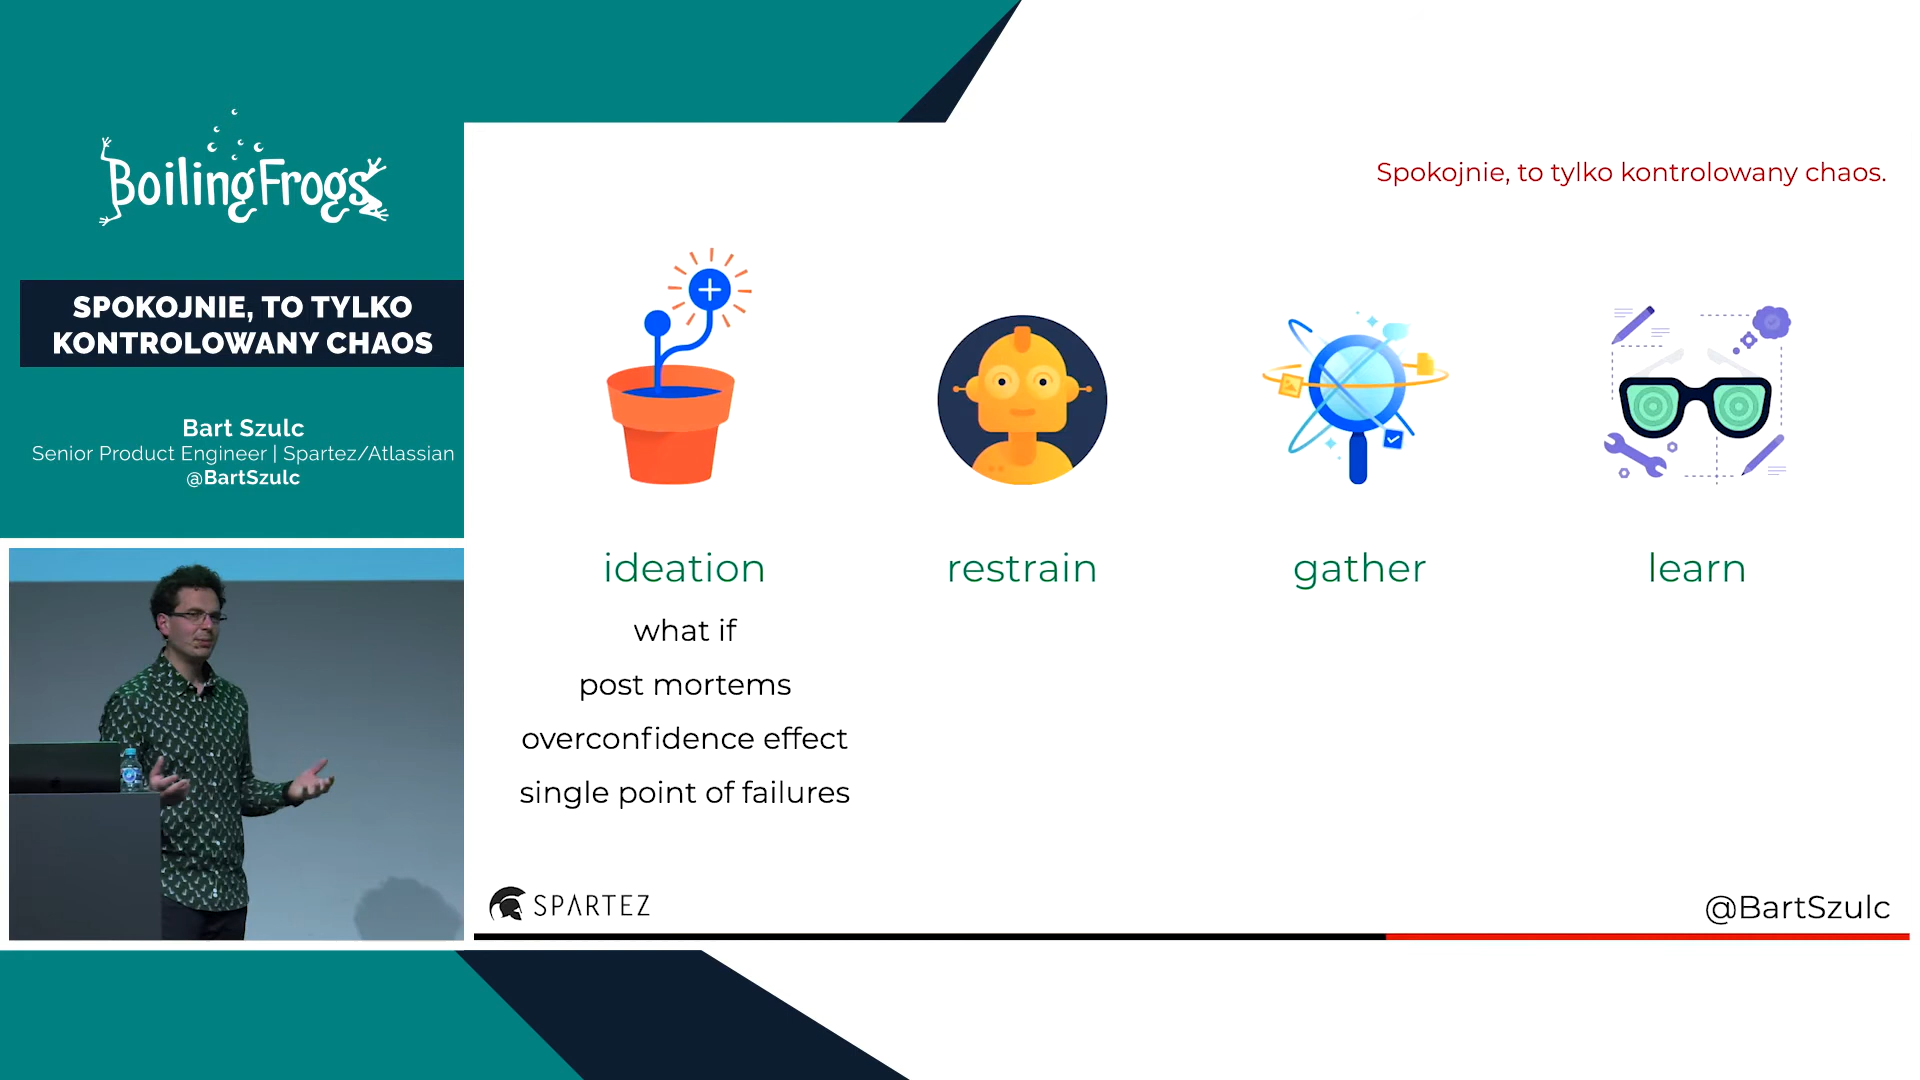 BoilingFrogs
SPOKOJNIE, TO TYLKO
KONTROLOWANY CHAOS
Bart Szulc
Senior Product Engineer | Spartez/Atlassian
@BartSzulc
Spokojnie, to tylko kontrolowany chaos.
ideation
what if
post mortems
overconfidence effect
single point of failures
restrain
gather
learn
SPARTEZ
@BartSzulc